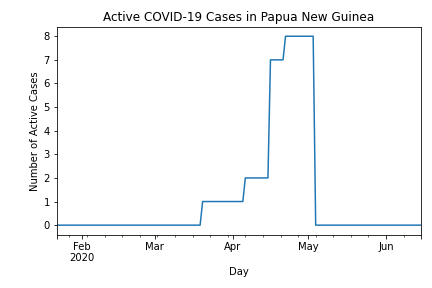 Active COVID-19 Cases in Papua New Guinea
8
7
6
5
4
3
2
1
0
Number of Active Cases
Feb Mar Apr May Jun
2020
Day